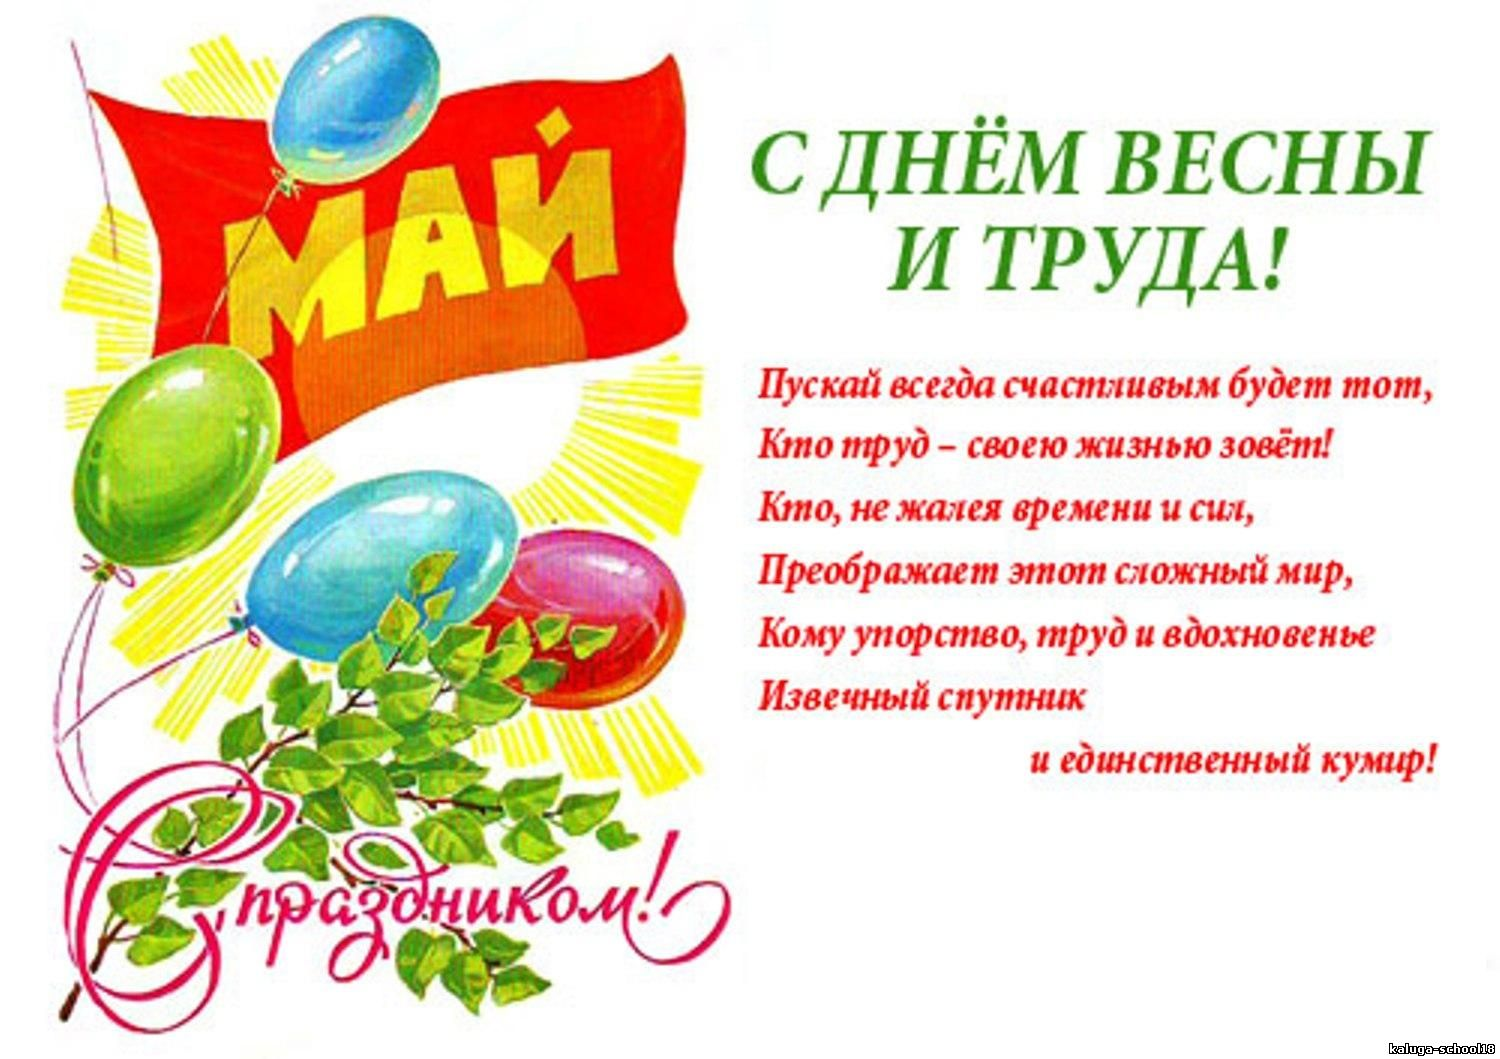 МАЙ
С праздником!
С ДНЁМ ВЕСНЫ
И ТРУДА!
Пускай всегда счастливым будет тот,
Кто труд – своею жизнью зовёт!
Кто, не жалея времени и сил,
Преображает этот сложный мир,
Кому упорство, труд и вдохновенье
Извечный спутник
и единственный кумир!
kaluga-school18